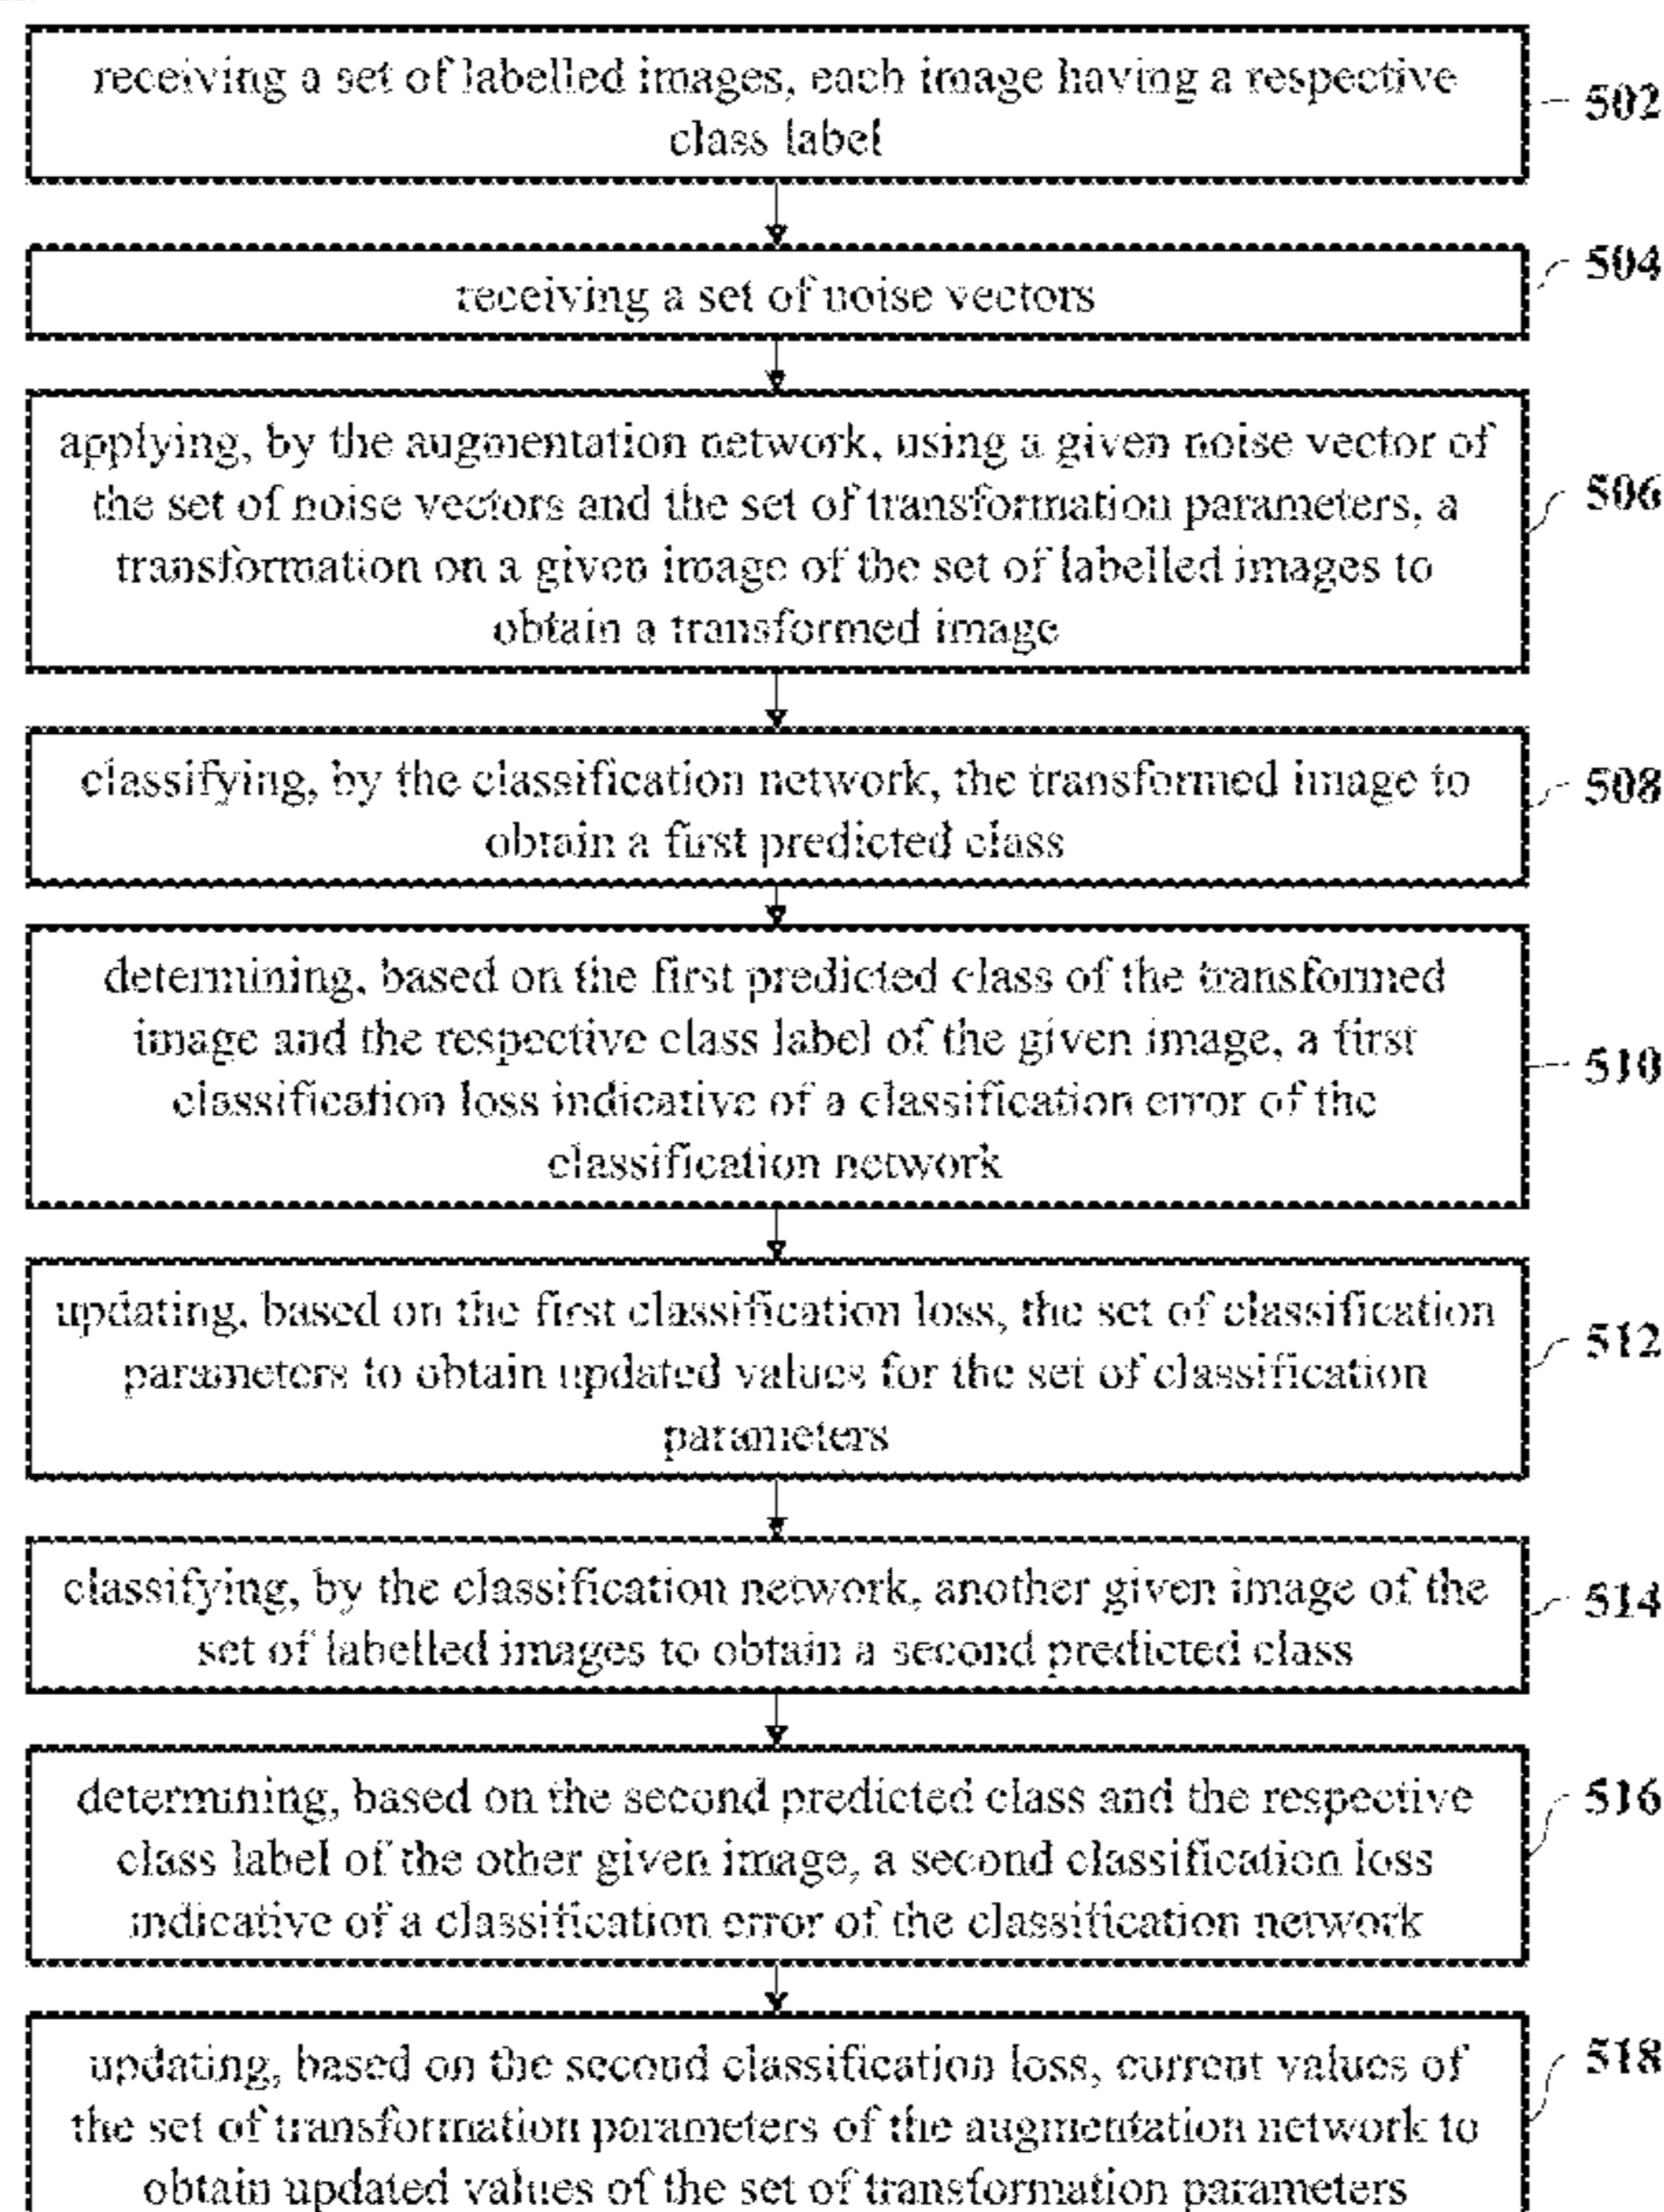 receiving a set of labelled images, each image having a respective
class label
502
receiving a set of noise vectors
504
applying, by the augmentation network, using a given noise vector of
the set of noise vectors and the set of transformation parameters, a
transformation on a given image of the set of labelled images to
obtain a transformed image
506
classifying, by the classification network, the transformed image to
obtain a first predicted class
508
determining, based on the first predicted class of the transformed
image and the respective class label of the given image, a first
classification loss indicative of a classification error of the
classification network
510
updating, based on the first classification loss, the set of classification
parameters to obtain updated values for the set of classification
parameters
512
classifying, by the classification network, another given image of the
set of labelled images to obtain a second predicted class
514
determining, based on the second predicted class and the respective
class label of the other given image, a second classification loss
indicative of a classification error of the classification network
516
updating, based on the second classification loss, current values of
the set of transformation parameters of the augmentation network to
obtain updated values of the set of transformation parameters
518